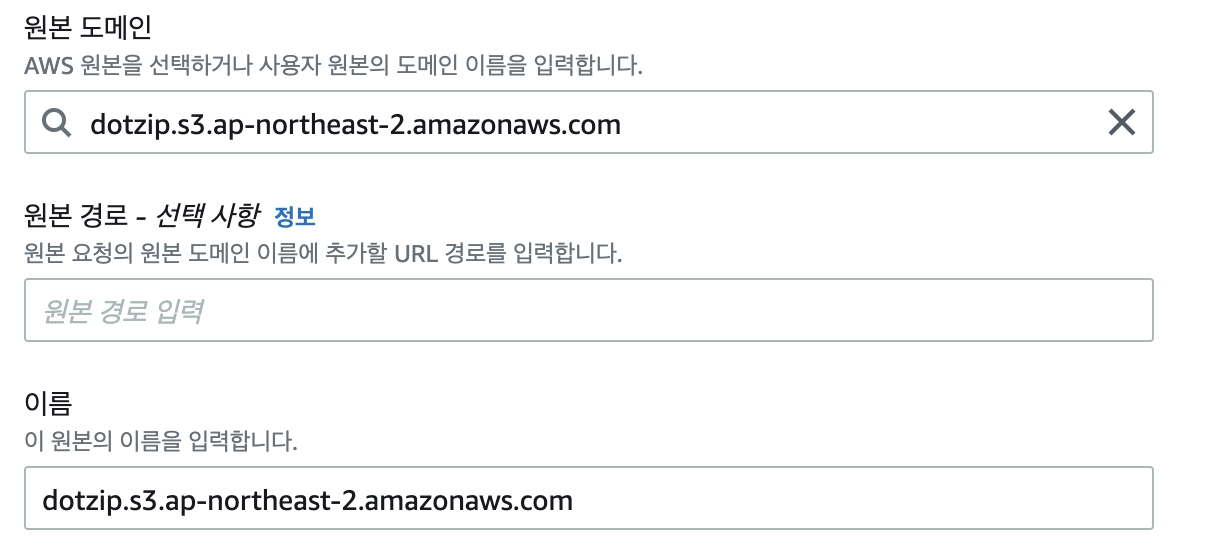 원본 도메인
AWS 원본을 선택하거나 사용자 원본의 도메인 이름을 입력합니다.
dotzip.s3.ap-northeast-2.amazonaws.com
원본 경로 - 선택 사항 정보
원본 요청의 원본 도메인 이름에 추가할 URL 경로를 입력합니다.
원본 경로 입력
이름
이 원본의 이름을 입력합니다.
dotzip.s3.ap-northeast-2.amazonaws.com